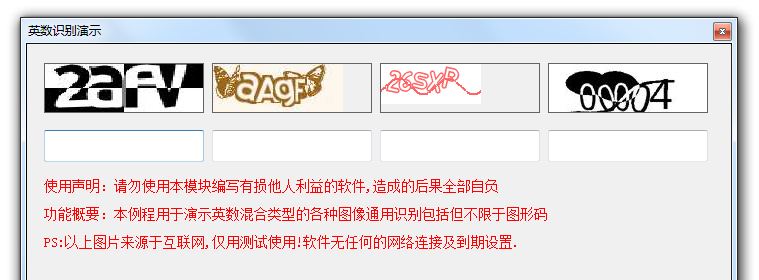 英数识别演示
2aFV
aAgF
26SXP
00004
使用声明：请勿使用本模块编写有损他人利益的软件,造成的后果全部自负
功能概要：本例程用于演示英数混合类型的各种图像通用识别包括但不限于图形码
PS:以上图片来源于互联网,仅用测试使用!软件无任何的网络连接及到期设置.